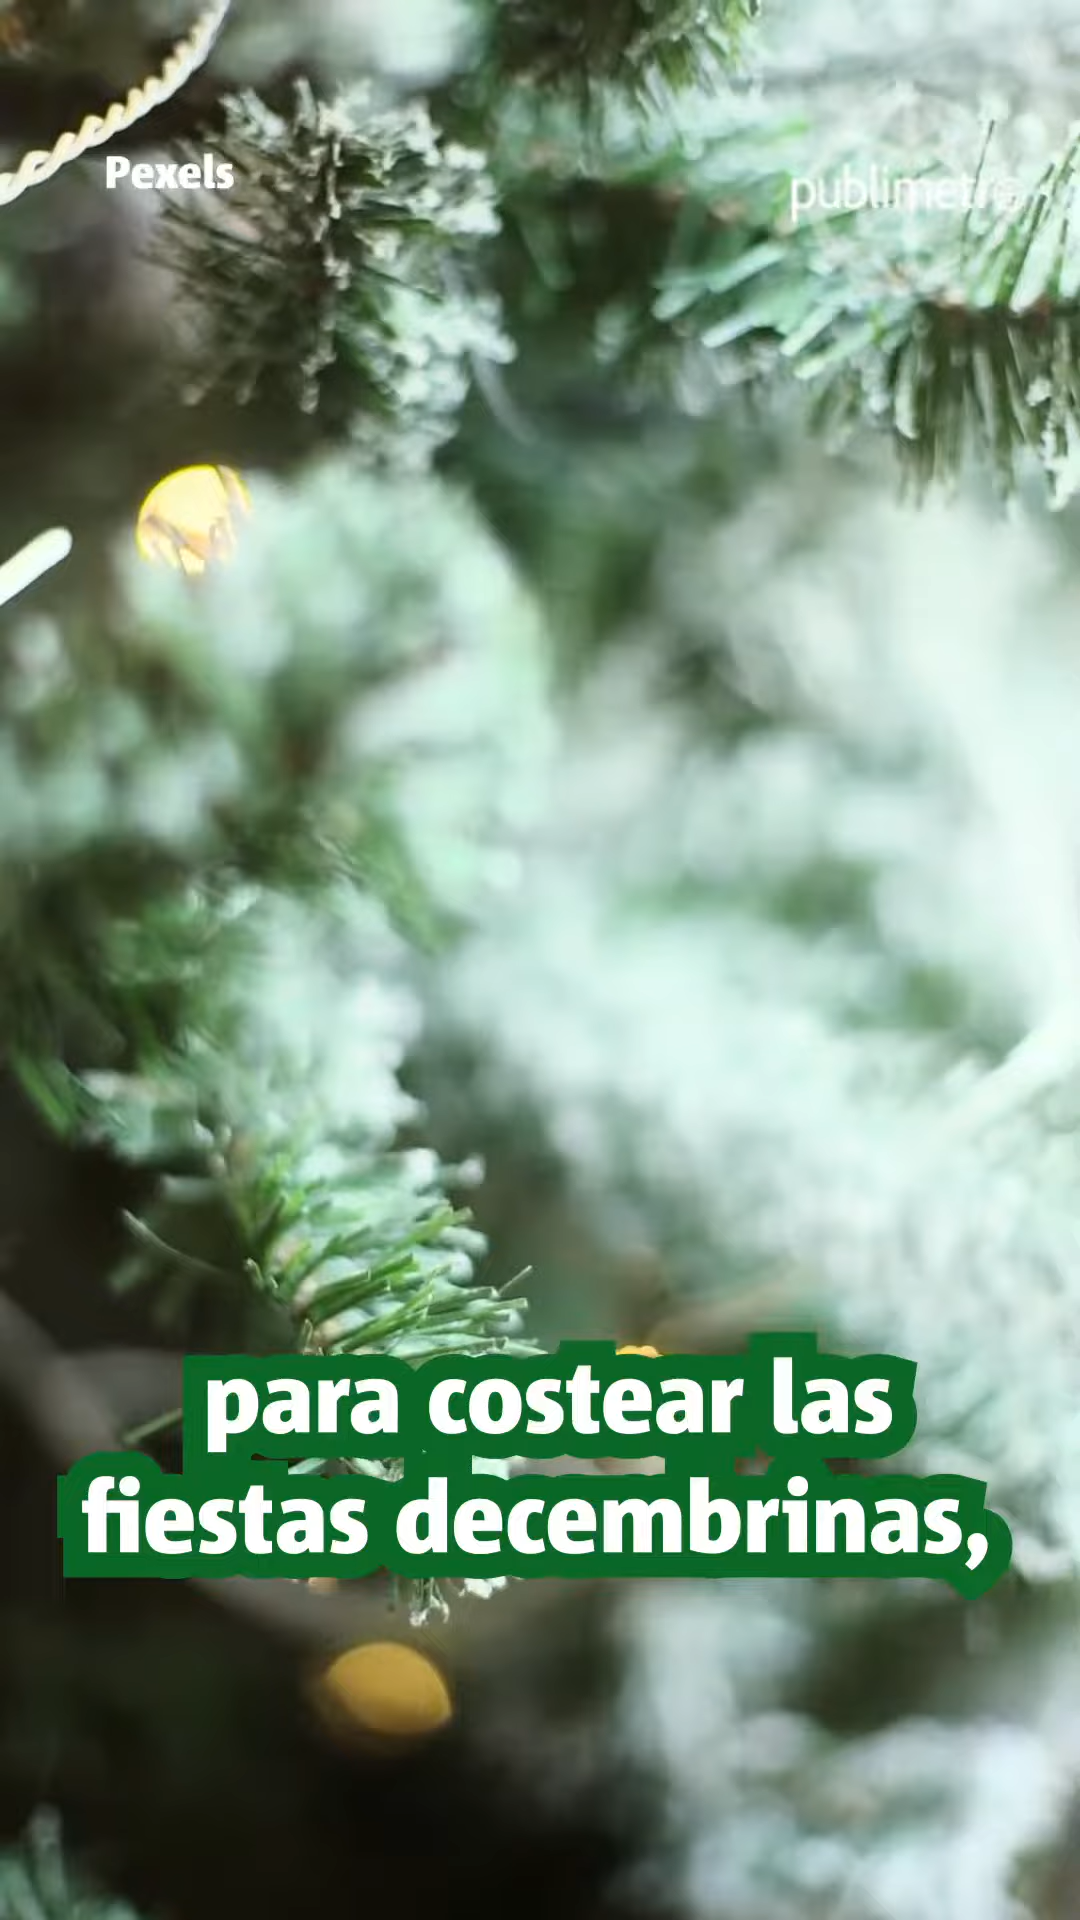 Pexels
publimetro
para costear las
fiestas decembrinas,